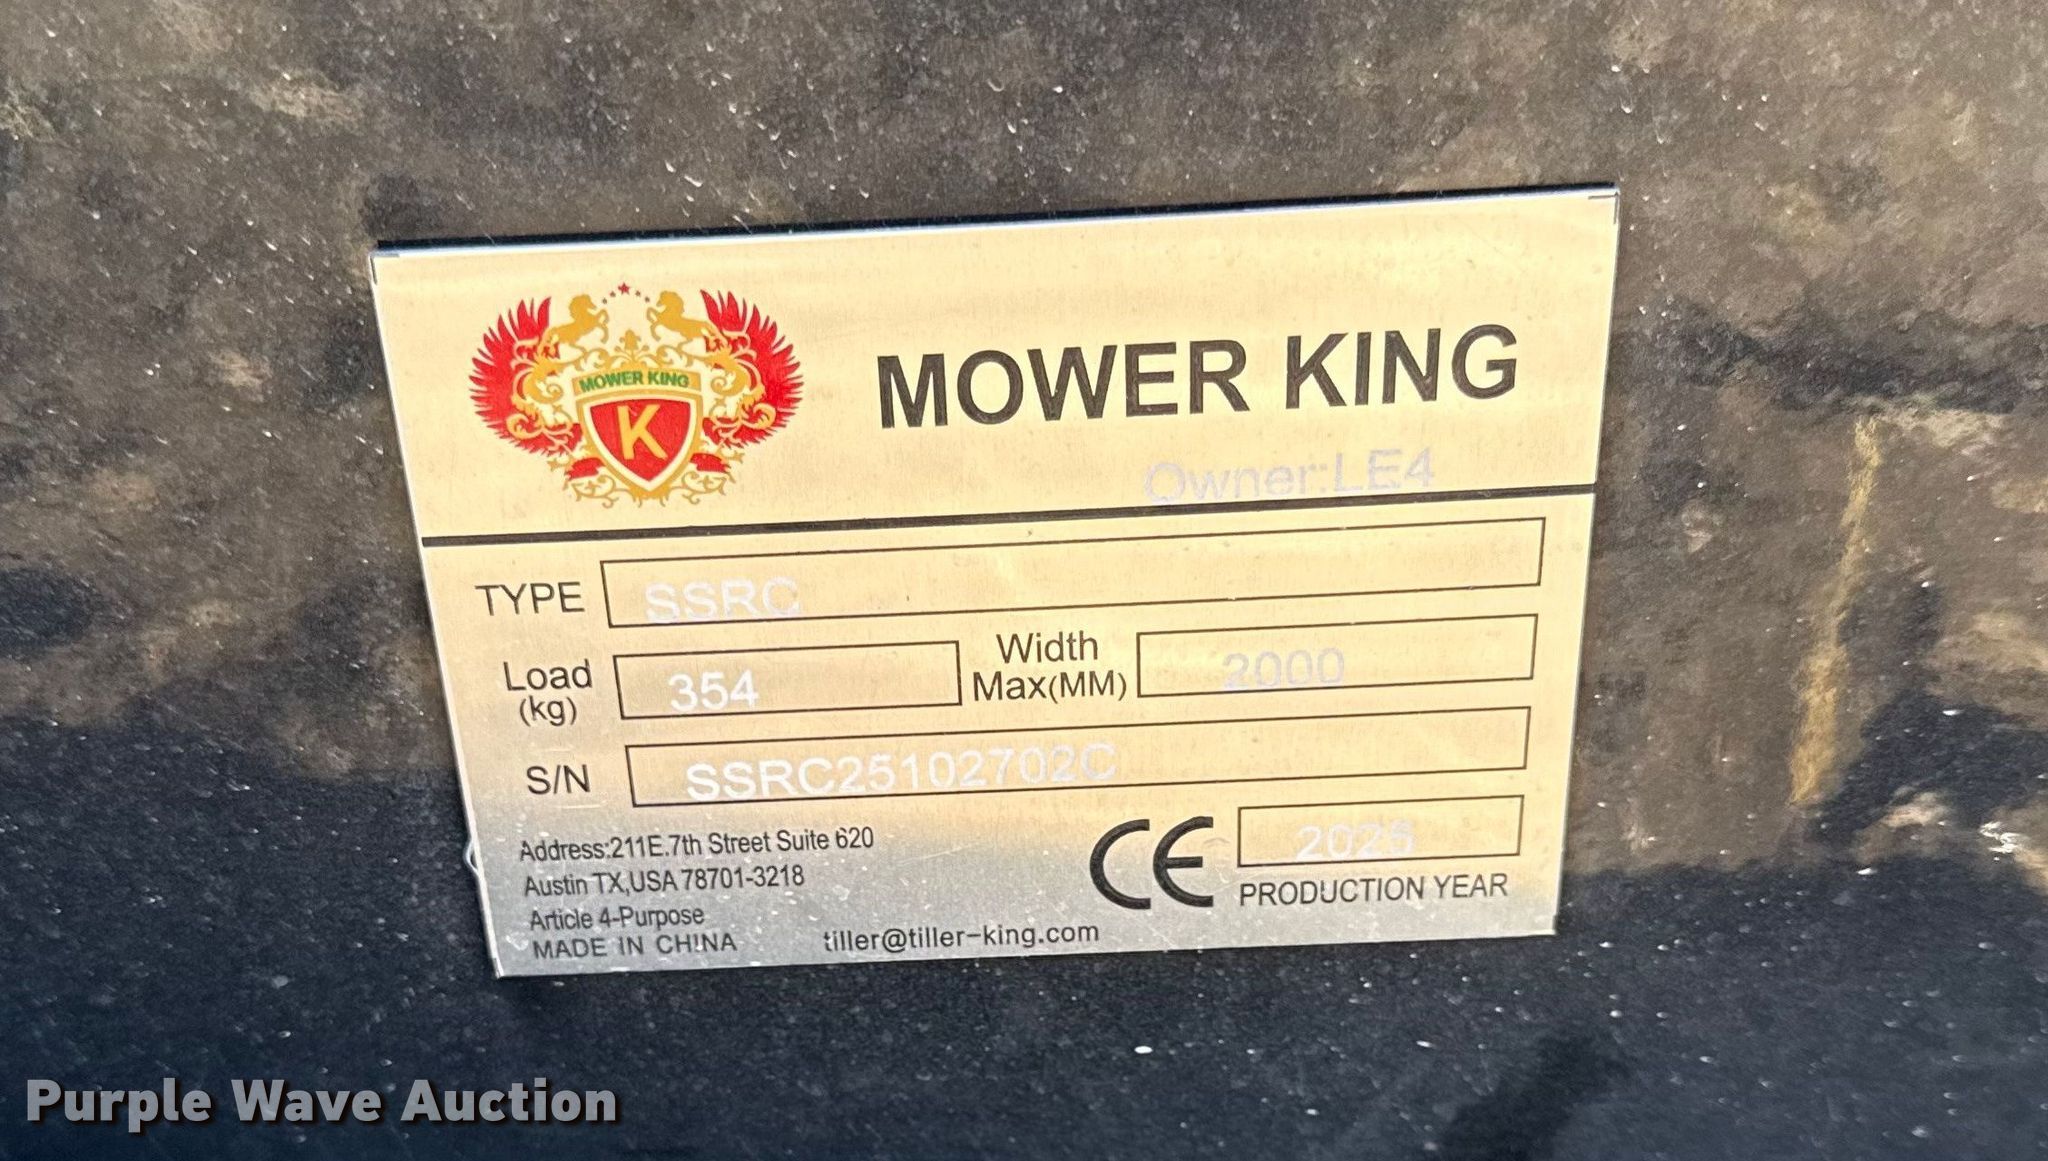 MOWER KING
K
MOWER KING
Owner:LE4
TYPE SSRC
Load (kg) 354 Width Max(MM) 2000
S/N SSRC25102702C
Address:211E.7th Street Suite 620
Austin TX,USA 78701-3218
Article 4-Purpose
MADE IN CHINA
tiller@tiller-king.com
CE
2025
PRODUCTION YEAR
Purple Wave Auction